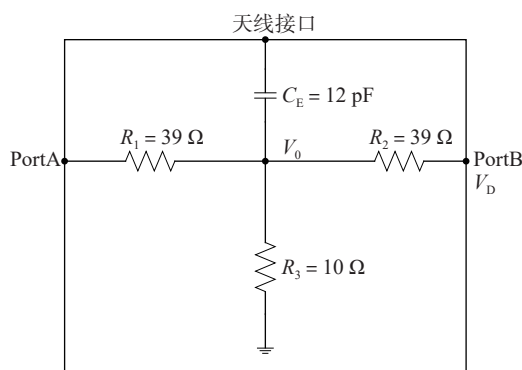 天线接口
C_E = 12 pF
R_1 = 39 Ω
V_0
R_2 = 39 Ω
PortA
PortB
V_D
R_3 = 10 Ω